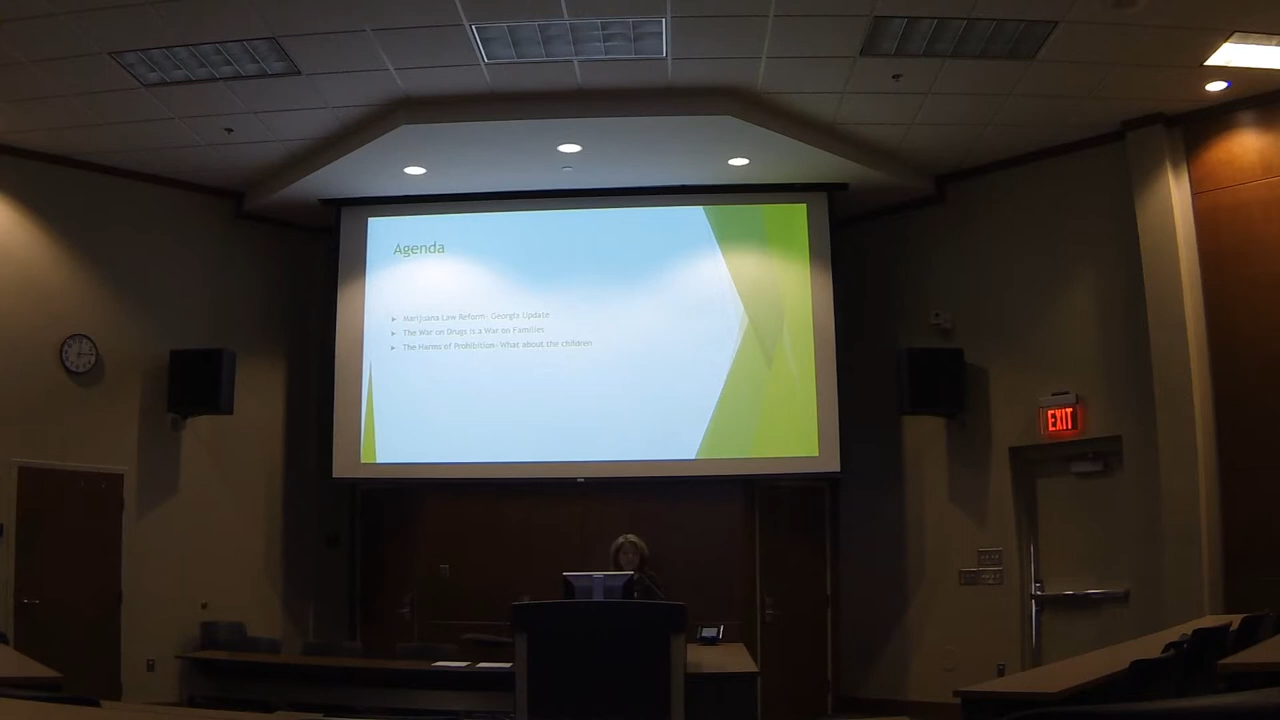 Agenda
Marijuana Law Reform- Georgia Update
The War on Drugs is a War on Families
The Harms of Prohibition- What about the children
EXIT